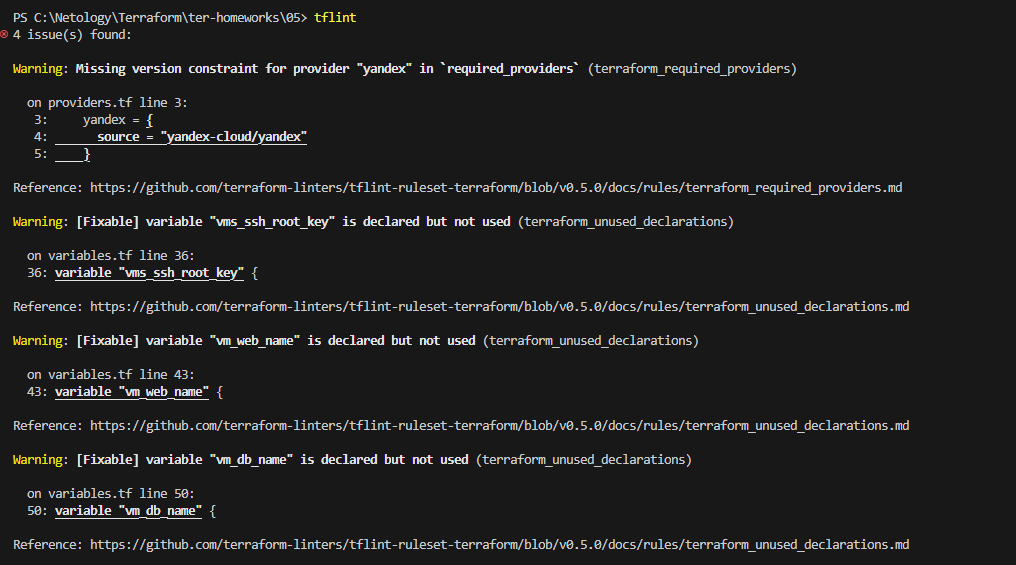 PS C:\Netology\Terraform\ter-homeworks\05> tflint
4 issue(s) found:
Warning: Missing version constraint for provider "yandex" in `required_providers` (terraform_required_providers)
on providers.tf line 3:
3:     yandex = {
4:       source = "yandex-cloud/yandex"
5:     }
Reference: https://github.com/terraform-linters/tflint-ruleset-terraform/blob/v0.5.0/docs/rules/terraform_required_providers.md
Warning: [Fixable] variable "vms_ssh_root_key" is declared but not used (terraform_unused_declarations)
on variables.tf line 36:
36: variable "vms_ssh_root_key" {
Reference: https://github.com/terraform-linters/tflint-ruleset-terraform/blob/v0.5.0/docs/rules/terraform_unused_declarations.md
Warning: [Fixable] variable "vm_web_name" is declared but not used (terraform_unused_declarations)
on variables.tf line 43:
43: variable "vm_web_name" {
Reference: https://github.com/terraform-linters/tflint-ruleset-terraform/blob/v0.5.0/docs/rules/terraform_unused_declarations.md
Warning: [Fixable] variable "vm_db_name" is declared but not used (terraform_unused_declarations)
on variables.tf line 50:
50: variable "vm_db_name" {
Reference: https://github.com/terraform-linters/tflint-ruleset-terraform/blob/v0.5.0/docs/rules/terraform_unused_declarations.md